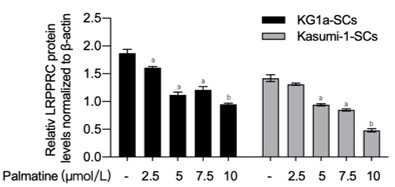 Relativ LRPPRC protein
levels normalized to β-actin
2.5
2.0
1.5
1.0
0.5
0.0
KG1a-SCs
Kasumi-1-SCs
a
a
a
b
a
a
b
Palmatine (μmol/L)
- 2.5 5 7.5 10 - 2.5 5 7.5 10